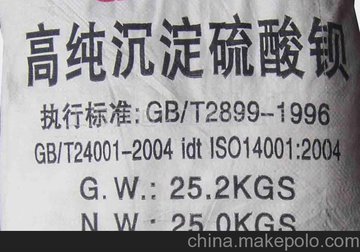 高纯沉淀硫酸钡
执行标准:GB/T2899--1996
GB/T24001-2004 idt ISO14001:2004
G.W.: 25.2KGS
N.W.: 25.0KGS
china.makepolo.com